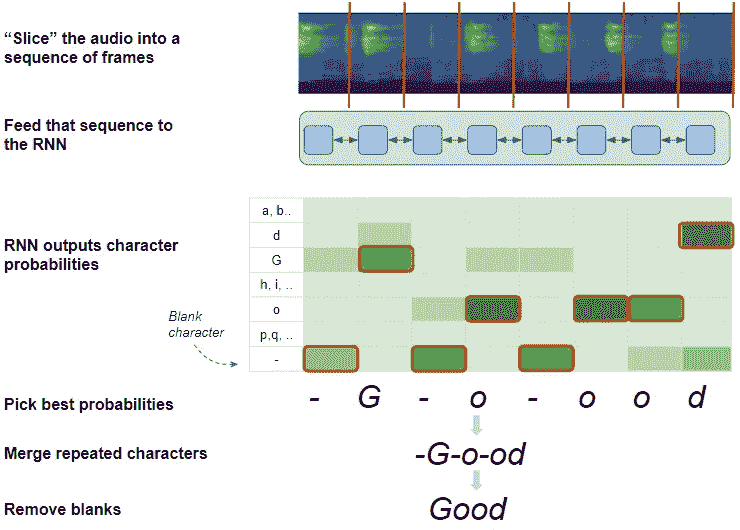 “Slice” the audio into a
sequence of frames
Feed that sequence to
the RNN
RNN outputs character
probabilities
a, b..
d
G
h, i, ..
o
p,q, ..
-
Blank
character
Pick best probabilities
- G - o - o o d
Merge repeated characters
-G-o-od
Remove blanks
Good